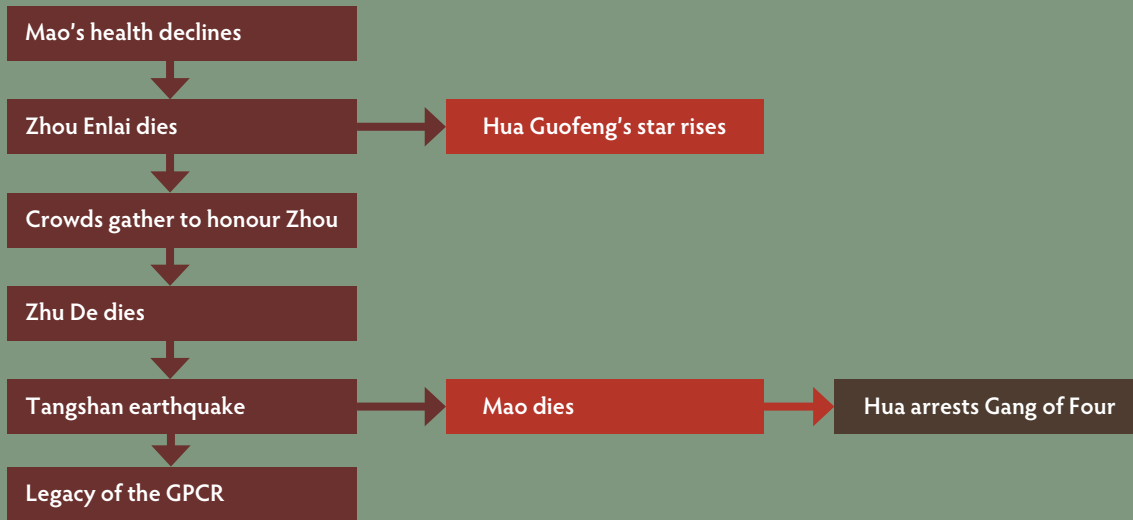 Mao’s health declines
Zhou Enlai dies
Hua Guofeng’s star rises
Crowds gather to honour Zhou
Zhu De dies
Tangshan earthquake
Mao dies
Hua arrests Gang of Four
Legacy of the GPCR